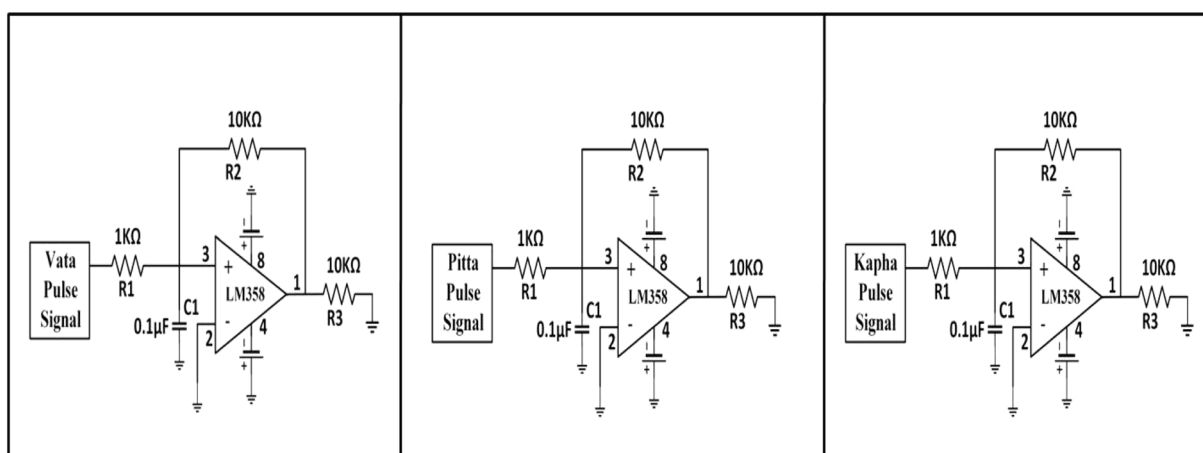 10KΩ
R2
1KΩ
R1
Vata
Pulse
Signal
3
+
8
-
+
LM358
1
10KΩ
R3
C1
0.1µF
-
2
4
-
+
10KΩ
R2
1KΩ
R1
Pitta
Pulse
Signal
3
+
8
-
+
LM358
1
10KΩ
R3
C1
0.1µF
-
2
4
-
+
10KΩ
R2
1KΩ
R1
Kapha
Pulse
Signal
3
+
8
-
+
LM358
1
10KΩ
R3
C1
0.1µF
-
2
4
-
+